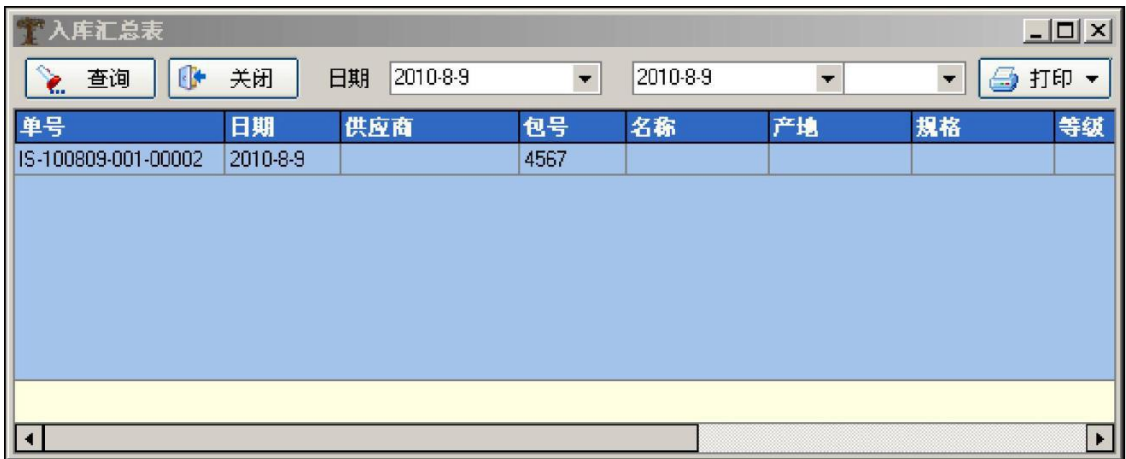 入库汇总表
查询 关闭 日期 2010-8-9 2010-8-9 打印
单号 日期 供应商 包号 名称 产地 规格 等级
IS-100809-001-00002 2010-8-9 4567